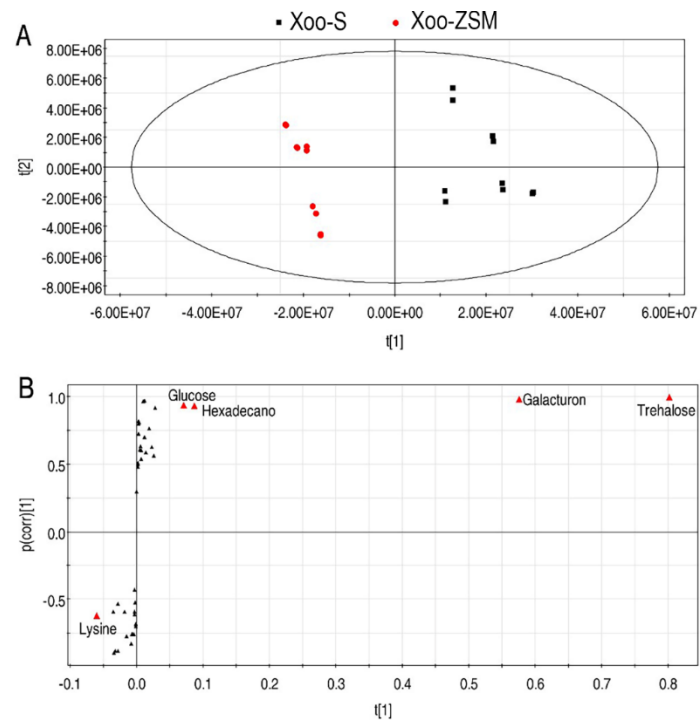 A
Xoo-S
Xoo-ZSM
8.00E+06
6.00E+06
4.00E+06
2.00E+06
0.00E+00
-2.00E+06
-4.00E+06
-6.00E+06
-8.00E+06
t[2]
-6.00E+07 -4.00E+07 -2.00E+07 0.00E+00 2.00E+07 4.00E+07 6.00E+07
t[1]
B
1.0
0.5
0.0
-0.5
p(corr)[1]
Glucose
Hexadecano
Galacturon
Trehalose
Lysine
-0.1 0.0 0.1 0.2 0.3 0.4 0.5 0.6 0.7 0.8
t[1]